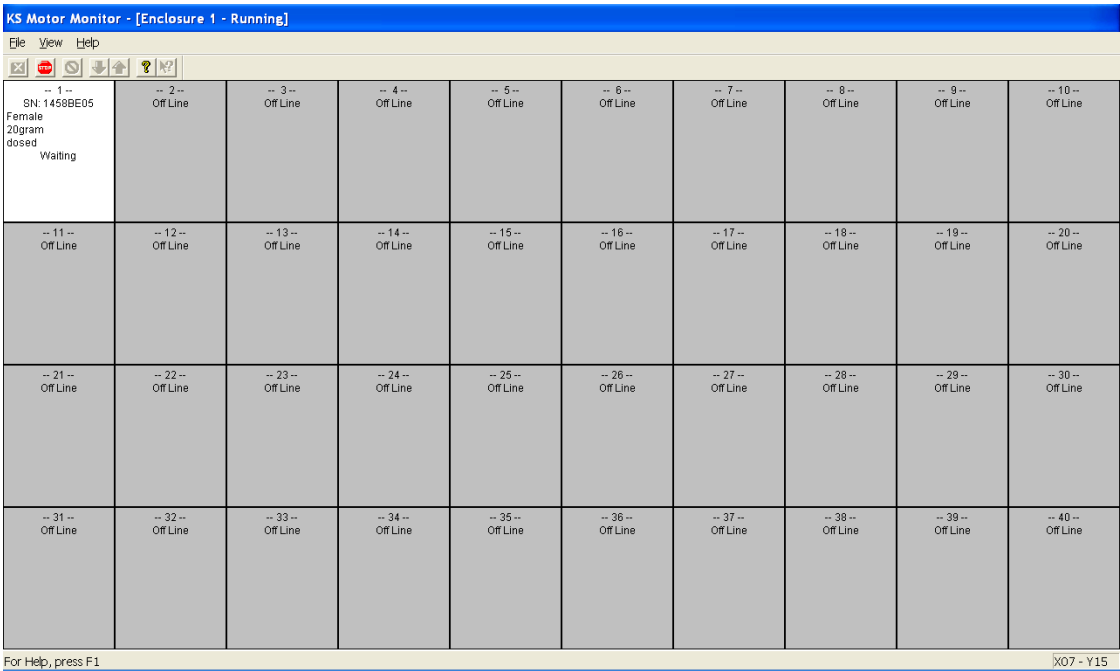 KS Motor Monitor - [Enclosure 1 - Running]
File View Help
STOP ? ?
-- 1 -- -- 2 -- -- 3 -- -- 4 -- -- 5 -- -- 6 -- -- 7 -- -- 8 -- -- 9 -- -- 10 --
SN: 1458BE05 Off Line Off Line Off Line Off Line Off Line Off Line Off Line Off Line Off Line
Female
20gram
dosed
Waiting
-- 11 -- -- 12 -- -- 13 -- -- 14 -- -- 15 -- -- 16 -- -- 17 -- -- 18 -- -- 19 -- -- 20 --
Off Line Off Line Off Line Off Line Off Line Off Line Off Line Off Line Off Line Off Line
-- 21 -- -- 22 -- -- 23 -- -- 24 -- -- 25 -- -- 26 -- -- 27 -- -- 28 -- -- 29 -- -- 30 --
Off Line Off Line Off Line Off Line Off Line Off Line Off Line Off Line Off Line Off Line
-- 31 -- -- 32 -- -- 33 -- -- 34 -- -- 35 -- -- 36 -- -- 37 -- -- 38 -- -- 39 -- -- 40 --
Off Line Off Line Off Line Off Line Off Line Off Line Off Line Off Line Off Line Off Line
For Help, press F1 X07 - Y15